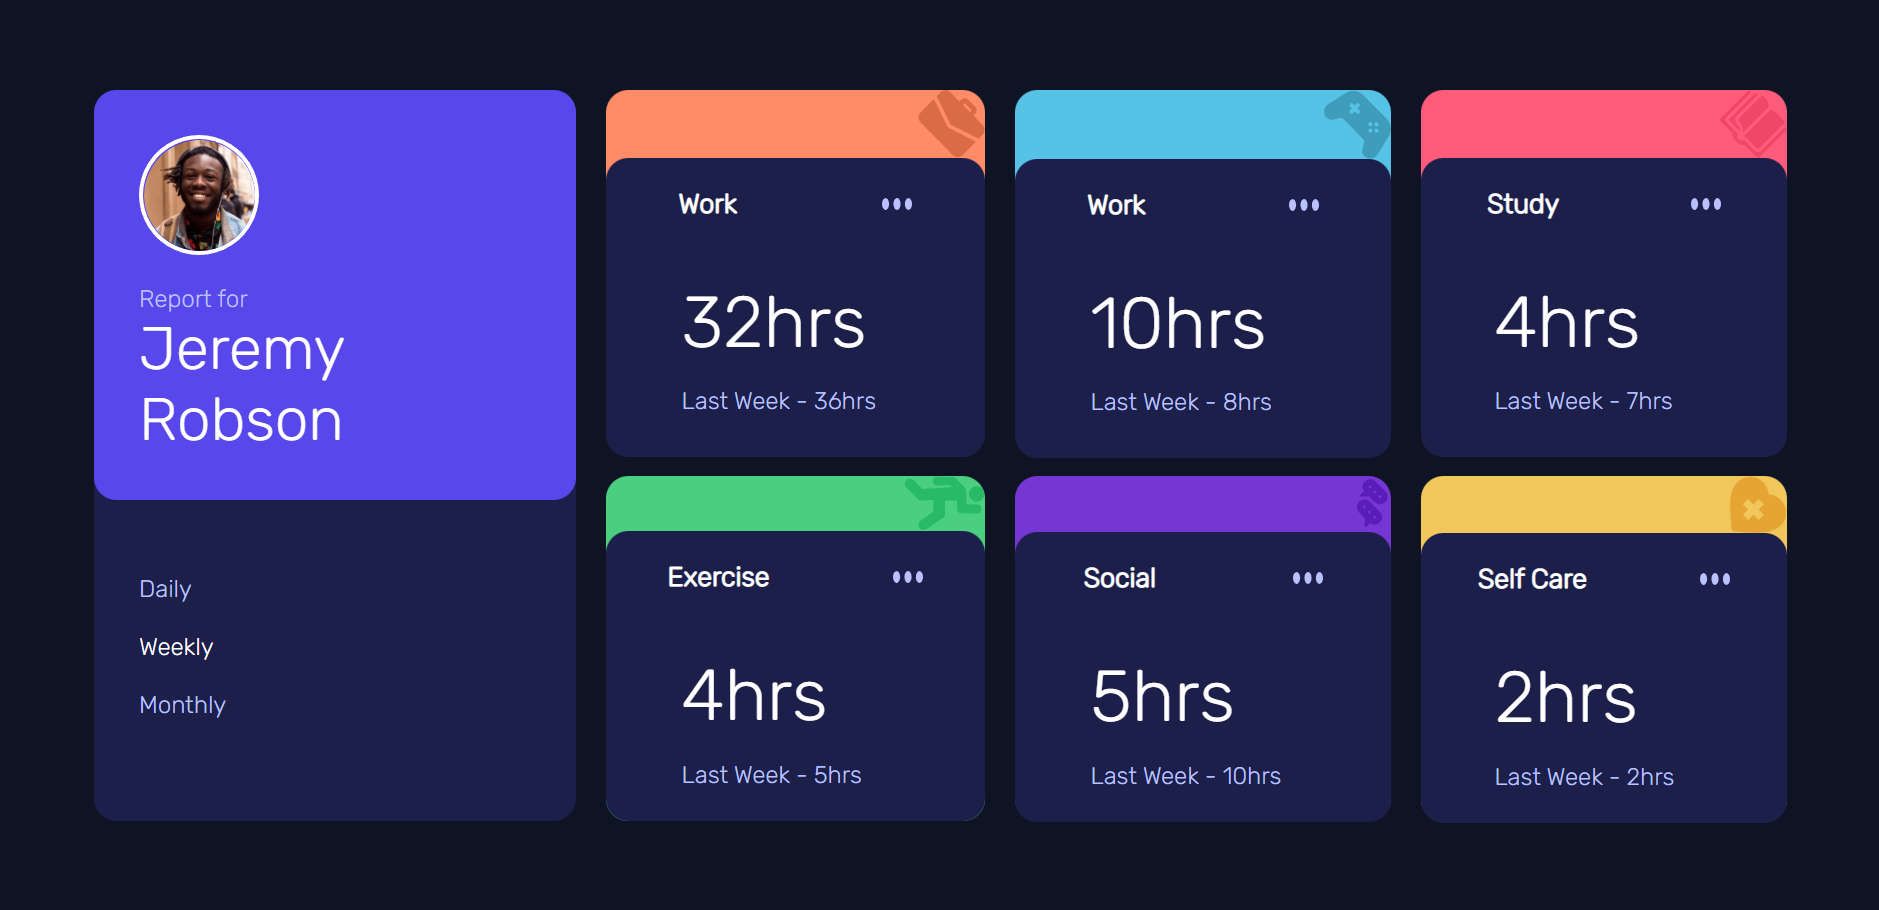 Report for
Jeremy
Robson
Daily
Weekly
Monthly
Work
32hrs
Last Week - 36hrs
Work
10hrs
Last Week - 8hrs
Study
4hrs
Last Week - 7hrs
Exercise
4hrs
Last Week - 5hrs
Social
5hrs
Last Week - 10hrs
Self Care
2hrs
Last Week - 2hrs